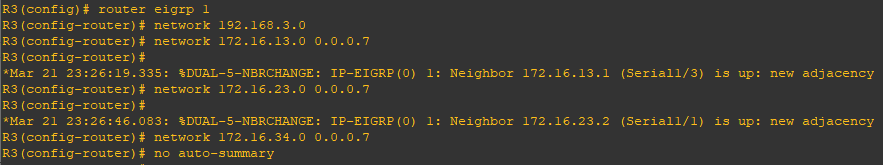 R3(config)# router eigrp 1
R3(config-router)# network 192.168.3.0
R3(config-router)# network 172.16.13.0 0.0.0.7
R3(config-router)#
*Mar 21 23:26:19.335: %DUAL-5-NBRCHANGE: IP-EIGRP(0) 1: Neighbor 172.16.13.1 (Serial1/3) is up: new adjacency
R3(config-router)# network 172.16.23.0 0.0.0.7
R3(config-router)#
*Mar 21 23:26:46.083: %DUAL-5-NBRCHANGE: IP-EIGRP(0) 1: Neighbor 172.16.23.2 (Serial1/1) is up: new adjacency
R3(config-router)# network 172.16.34.0 0.0.0.7
R3(config-router)# no auto-summary